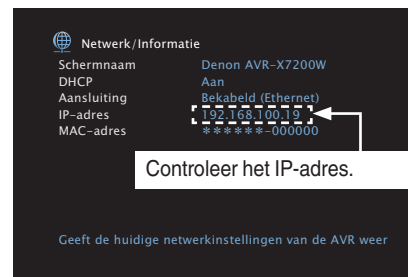 Netwerk/Informatie
Schermnaam Denon AVR-X7200W
DHCP Aan
Aansluiting Bekabeld (Ethernet)
IP-adres 192.168.100.19
MAC-adres ******-000000
Controleer het IP-adres.
Geeft de huidige netwerkinstellingen van de AVR weer